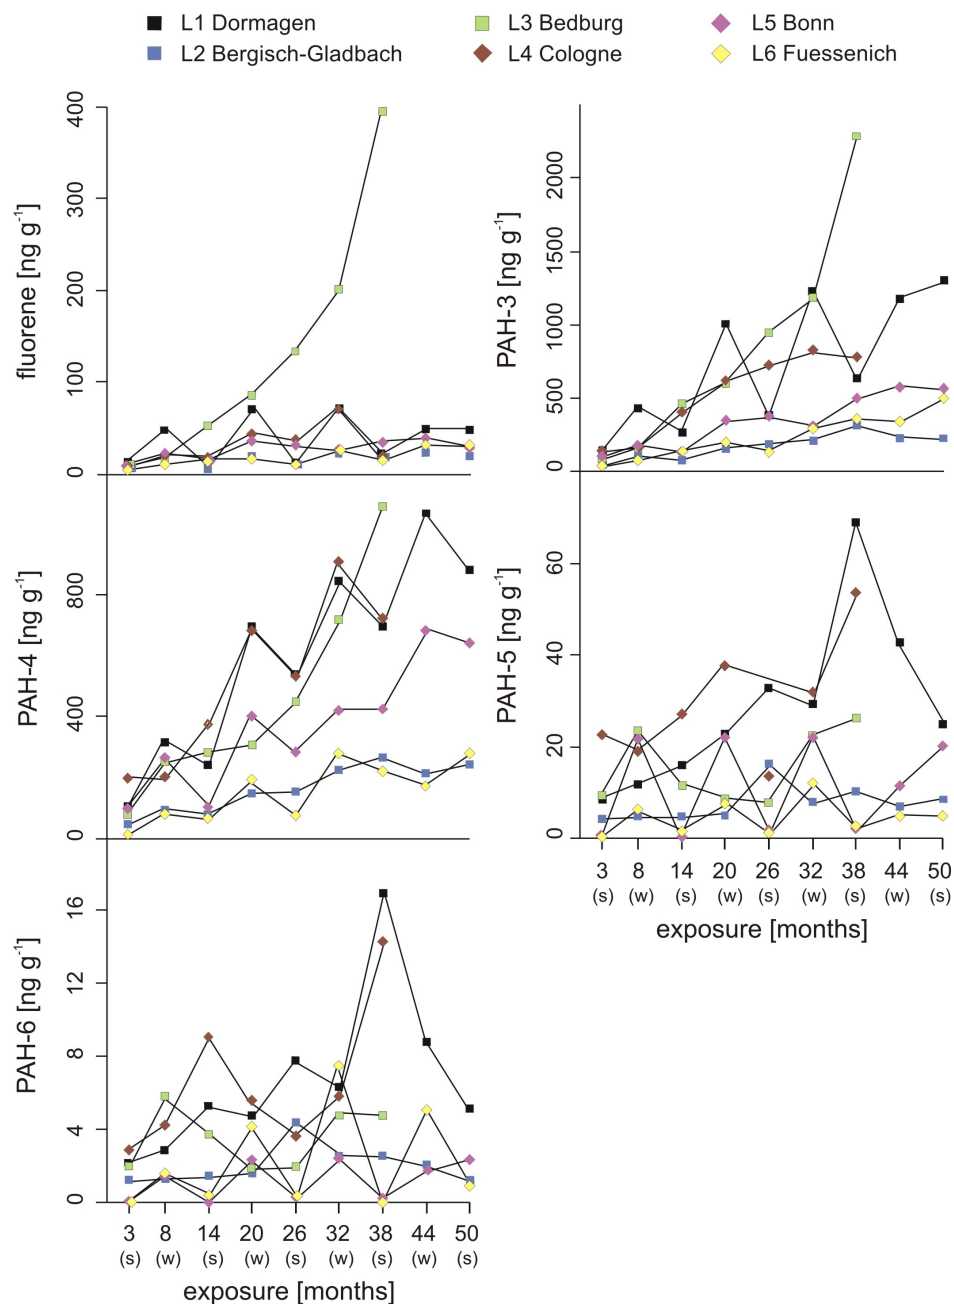 L1 Dormagen
L3 Bedburg
L5 Bonn
L2 Bergisch-Gladbach
L4 Cologne
L6 Fuessenich
fluorene [ng g⁻¹]
400
300
200
100
0
PAH-3 [ng g⁻¹]
2000
1500
1000
500
0
PAH-4 [ng g⁻¹]
800
400
0
PAH-5 [ng g⁻¹]
60
40
20
0
3 8 14 20 26 32 38 44 50
(s) (w) (s) (w) (s) (w) (s) (w) (s)
exposure [months]
PAH-6 [ng g⁻¹]
16
12
8
4
0
3 8 14 20 26 32 38 44 50
(s) (w) (s) (w) (s) (w) (s) (w) (s)
exposure [months]